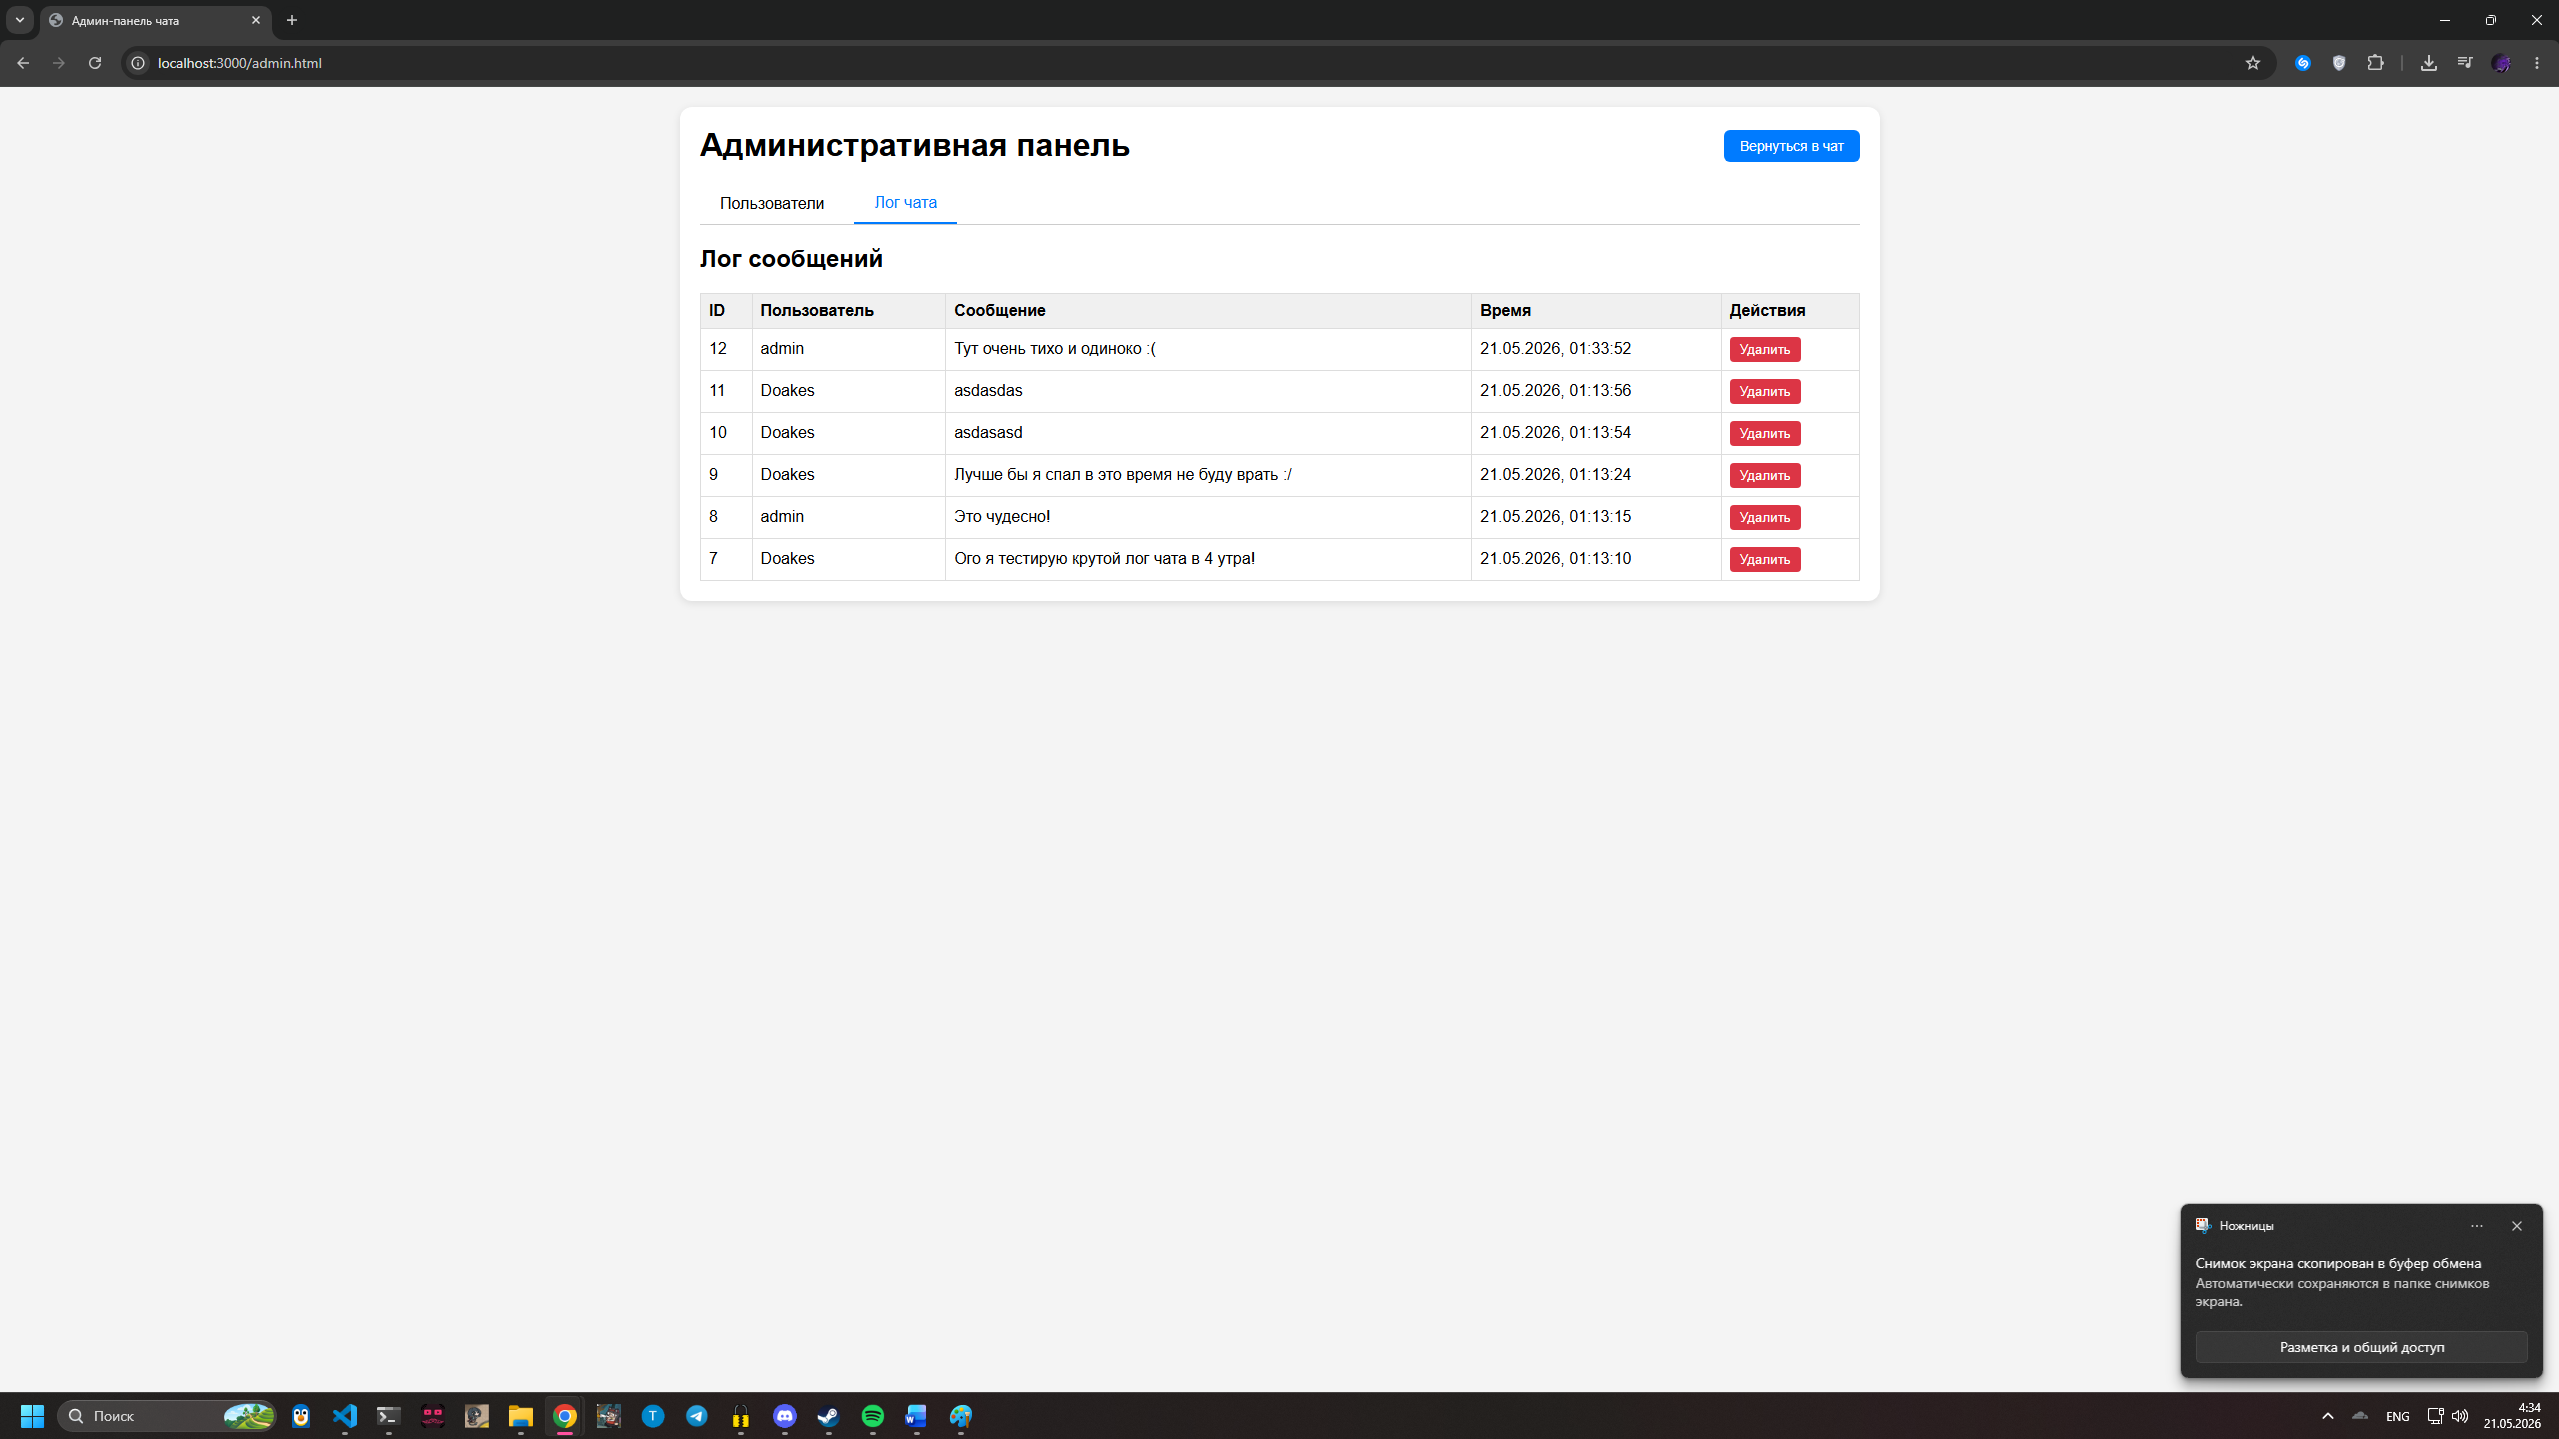 Админ-панель чата
localhost:3000/admin.html
Административная панель
Вернуться в чат
Пользователи
Лог чата
Лог сообщений
ID Пользователь Сообщение Время Действия
12 admin Тут очень тихо и одиноко :( 21.05.2026, 01:33:52 Удалить
11 Doakes asdasdas 21.05.2026, 01:13:56 Удалить
10 Doakes asdasasd 21.05.2026, 01:13:54 Удалить
9 Doakes Лучше бы я спал в это время не буду врать :/ 21.05.2026, 01:13:24 Удалить
8 admin Это чудесно! 21.05.2026, 01:13:15 Удалить
7 Doakes Ого я тестирую крутой лог чата в 4 утра! 21.05.2026, 01:13:10 Удалить
Ножницы
Снимок экрана скопирован в буфер обмена
Автоматически сохраняются в папке снимков
экрана.
Разметка и общий доступ
Поиск
T
W
ENG
4:34
21.05.2026